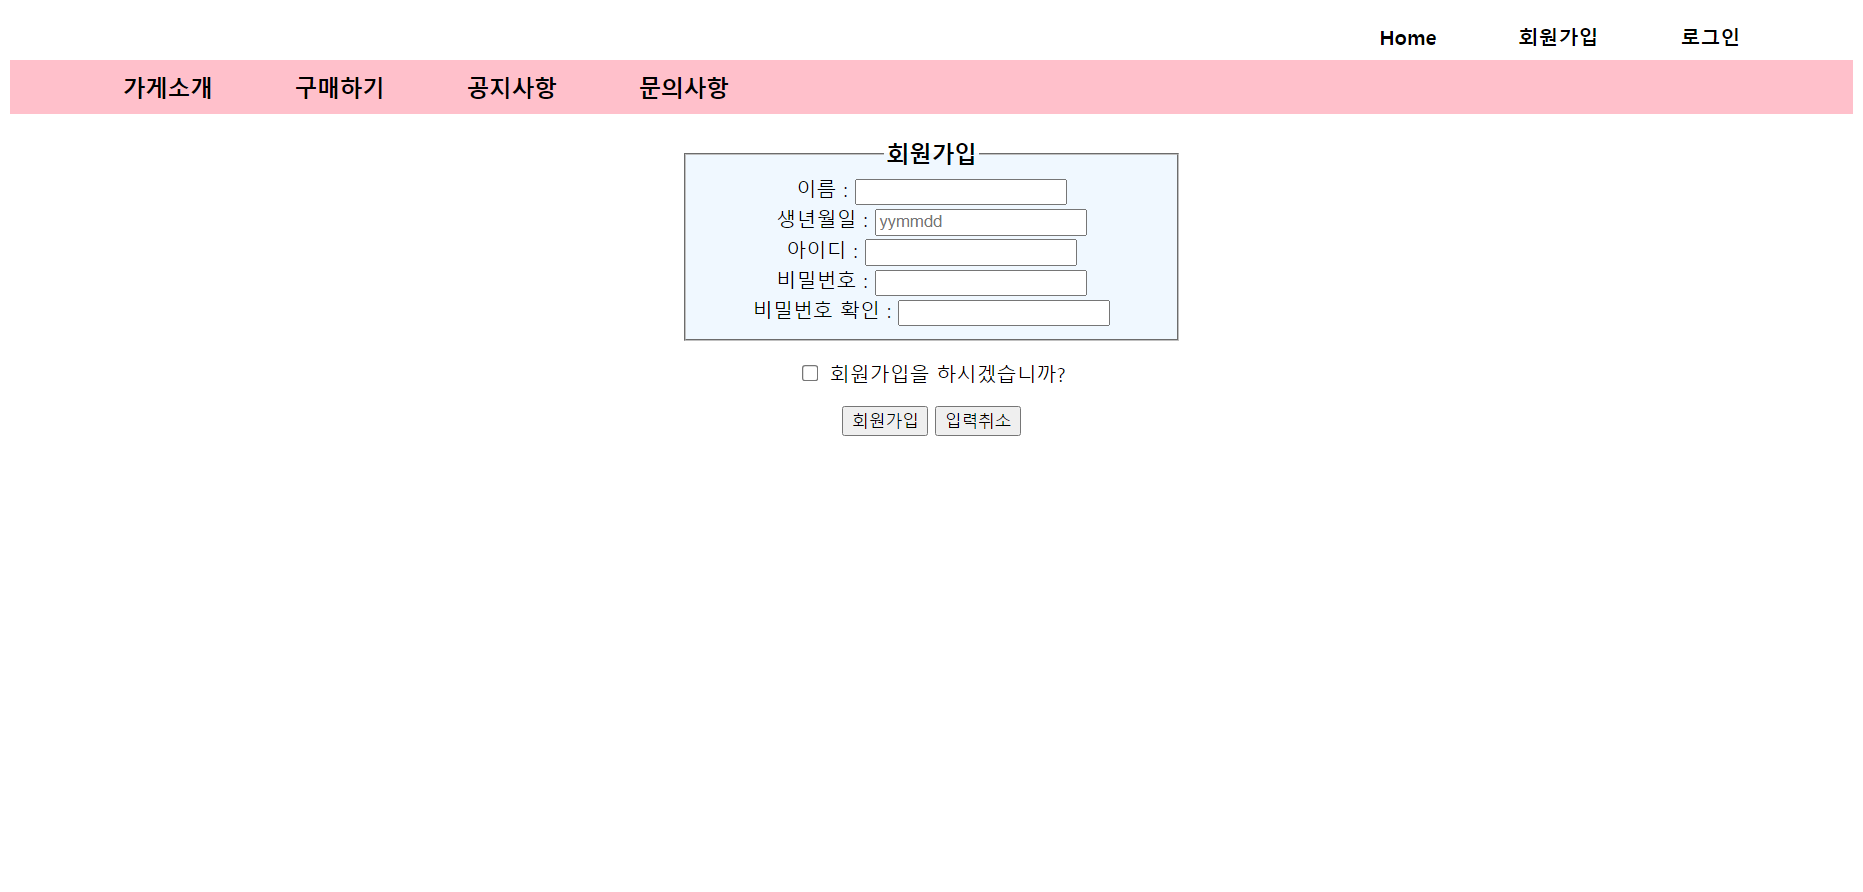 Home 회원가입 로그인
가게소개 구매하기 공지사항 문의사항
회원가입
이름 :
생년월일 : yymmdd
아이디 :
비밀번호 :
비밀번호 확인 :
회원가입을 하시겠습니까?
회원가입 입력취소